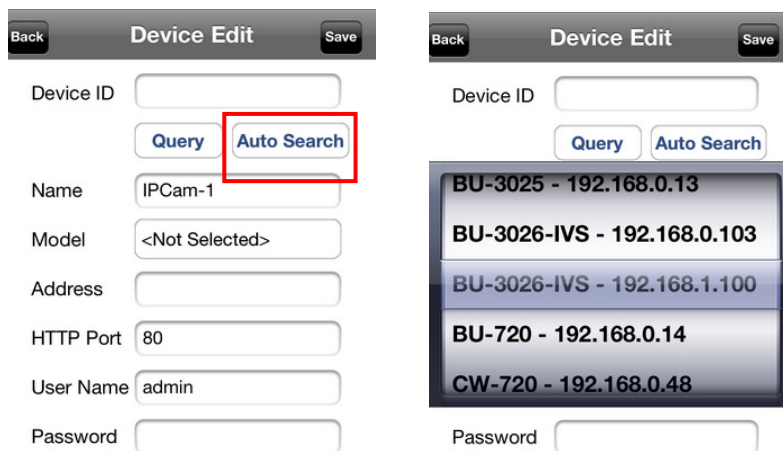 Back Device Edit Save
Device ID
Query Auto Search
Name IPCam-1
Model <Not Selected>
Address
HTTP Port 80
User Name admin
Password
Back Device Edit Save
Device ID
Query Auto Search
BU-3025 - 192.168.0.13
BU-3026-IVS - 192.168.0.103
BU-3026-IVS - 192.168.1.100
BU-720 - 192.168.0.14
CW-720 - 192.168.0.48
Password